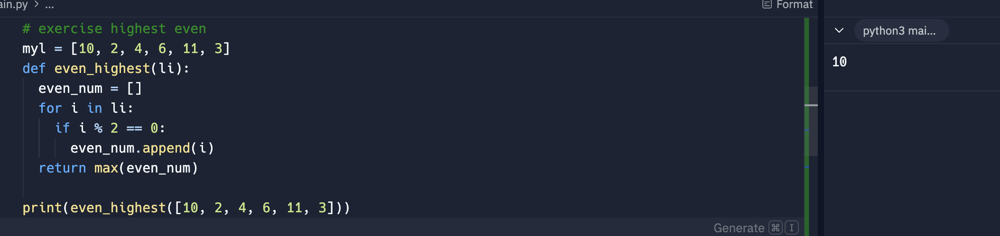 ain.py > ...
Format
# exercise highest even
myl = [10, 2, 4, 6, 11, 3]
def even_highest(li):
  even_num = []
  for i in li:
    if i % 2 == 0:
      even_num.append(i)
  return max(even_num)
print(even_highest([10, 2, 4, 6, 11, 3]))
Generate ⌘ I
python3 mai...
10